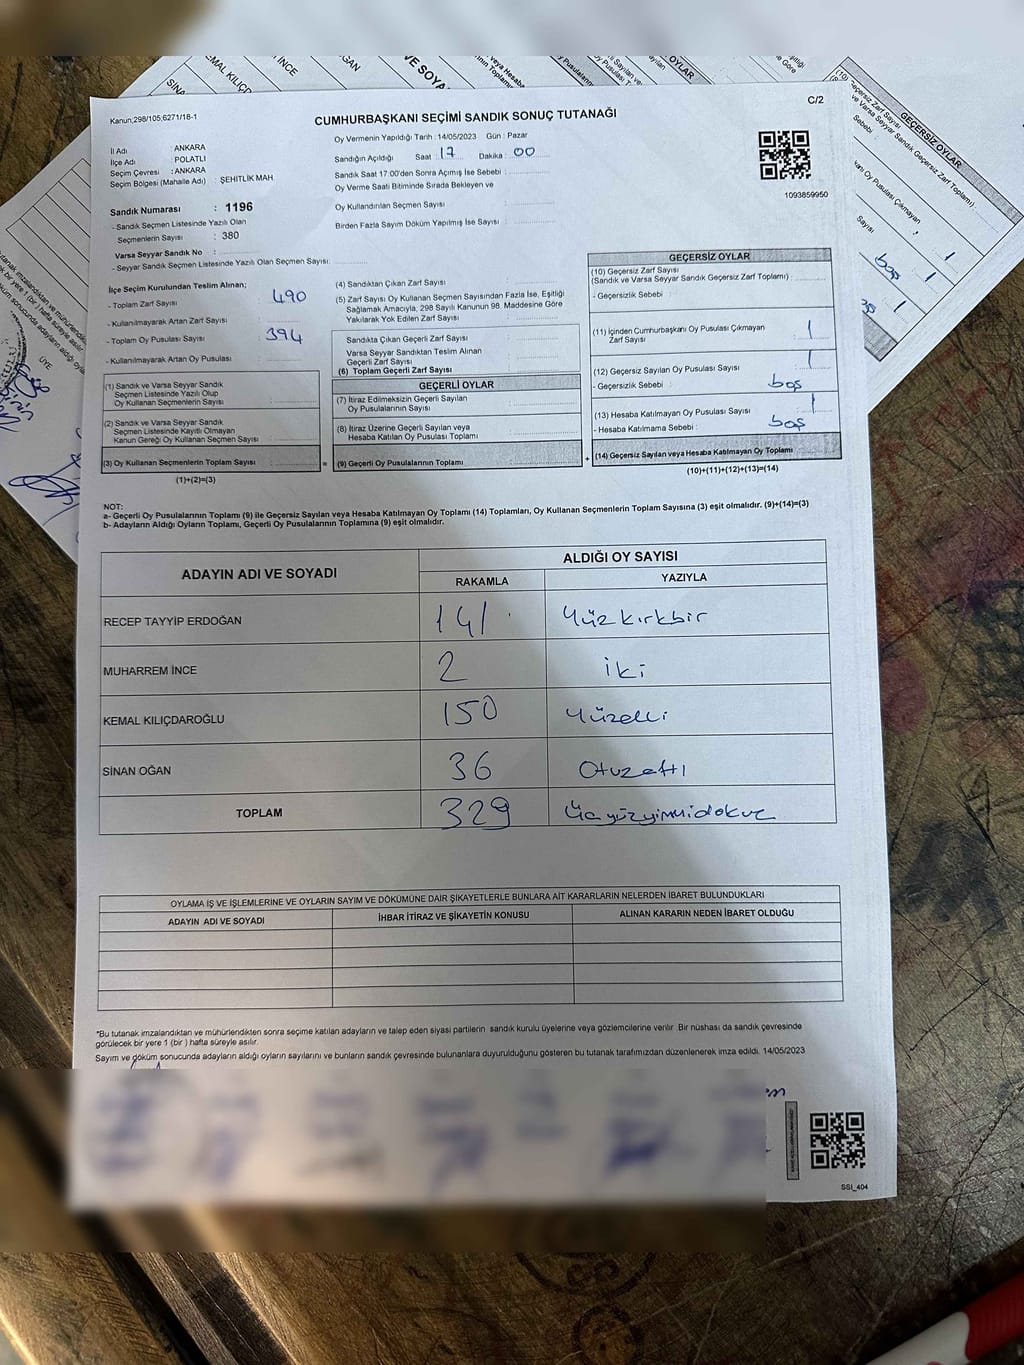 Kanun;298/105;6271/18-1
C/2
CUMHURBAŞKANI SEÇİMİ SANDIK SONUÇ TUTANAĞI
İl Adı : ANKARA
İlçe Adı : POLATLI
Seçim Çevresi : ANKARA
Seçim Bölgesi (Mahalle Adı) : ŞEHİTLİK MAH.
Sandık Numarası : 1196
- Sandık Seçmen Listesinde Yazılı Olan
Seçmenlerin Sayısı : 380
Varsa Seyyar Sandık No :
- Seyyar Sandık Seçmen Listesinde Yazılı Olan Seçmen Sayısı:
Oy Vermenin Yapıldığı Tarih : 14/05/2023 Gün : Pazar
Sandığın Açıldığı Saat : 17 Dakika : 00
Sandık Saat 17:00'den Sonra Açımış İse Sebebi :
Oy Verme Saati Bitiminde Sırada Bekleyen ve
Oy Kullandırılan Seçmen Sayısı :
Birden Fazla Sayım Döküm Yapılmış İse Sayısı :
1093859950
İlçe Seçim Kurulundan Teslim Alınan;
- Toplam Zarf Sayısı : 490
- Kullanılmayarak Artan Zarf Sayısı :
- Toplam Oy Pusulası Sayısı : 394
- Kullanılmayarak Artan Oy Pusulası :
(1) Sandık ve Varsa Seyyar Sandık
Seçmen Listesinde Yazılı Olup
Oy Kullanan Seçmenlerin Sayısı :
(2) Sandık ve Varsa Seyyar Sandık
Seçmen Listesinde Kayıtlı Olmayan
Kanun Gereği Oy Kullanan Seçmen Sayısı :
(3) Oy Kullanan Seçmenlerin Toplam Sayısı :
(1)+(2)=(3)
(4) Sandıktan Çıkan Zarf Sayısı :
(5) Zarf Sayısı Oy Kullanan Seçmen Sayısından Fazla İse, Eşitliği
Sağlamak Amacıyla, 298 Sayılı Kanunun 98. Maddesine Göre
Yakılarak Yok Edilen Zarf Sayısı :
Sandıkta Çıkan Geçerli Zarf Sayısı :
Varsa Seyyar Sandıktan Teslim Alınan
Geçerli Zarf Sayısı :
(6) Toplam Geçerli Zarf Sayısı :
GEÇERLİ OYLAR
(7) İtiraz Edilmeksizin Geçerli Sayılan
Oy Pusulalarının Sayısı :
(8) İtiraz Üzerine Geçerli Sayılan veya
Hesaba Katılan Oy Pusulası Toplamı :
= (9) Geçerli Oy Pusulalarının Toplamı :
GEÇERSİZ OYLAR
(10) Geçersiz Zarf Sayısı
(Sandık ve Varsa Seyyar Sandık Geçersiz Zarf Toplamı) :
- Geçersizlik Sebebi :
(11) İçinden Cumhurbaşkanı Oy Pusulası Çıkmayan
Zarf Sayısı : 1
(12) Geçersiz Sayılan Oy Pusulası Sayısı : 1
- Geçersizlik Sebebi : boş
(13) Hesaba Katılmayan Oy Pusulası Sayısı : 1
- Hesaba Katılmama Sebebi : boş
+ (14) Geçersiz Sayılan veya Hesaba Katılmayan Oy Toplamı :
(10)+(11)+(12)+(13)=(14)
NOT:
a- Geçerli Oy Pusulalarının Toplamı (9) ile Geçersiz Sayılan veya Hesaba Katılmayan Oy Toplamı (14) Toplamları, Oy Kullanan Seçmenlerin Toplam Sayısına (3) eşit olmalıdır. (9)+(14)=(3)
b- Adayların Aldığı Oyların Toplamı, Geçerli Oy Pusulalarının Toplamına (9) eşit olmalıdır.
ADAYIN ADI VE SOYADI ALDIĞI OY SAYISI
RAKAMLA YAZIYLA
RECEP TAYYİP ERDOĞAN 141 Yüzkırkbir
MUHARREM İNCE 2 iki
KEMAL KILIÇDAROĞLU 150 Yüzelli
SİNAN OĞAN 36 Otuzaltı
TOPLAM 329
OYLAMA İŞ VE İŞLEMLERİNE VE OYLARIN SAYIM VE DÖKÜMÜNE DAİR ŞİKAYETLERLE BUNLARA AİT KARARLARIN NELERDEN İBARET BULUNDUKLARI
ADAYIN ADI VE SOYADI İHBAR İTİRAZ VE ŞİKAYETİN KONUSU ALINAN KARARIN NEDEN İBARET OLDUĞU
*Bu tutanak imzalandıktan ve mühürlendikten sonra seçime katılan adayların ve talep eden siyasi partilerin sandık kurulu üyelerine veya gözlemcilerine verilir Bir nüshası da sandık çevresinde
görülecek bir yere 1 (bir ) hafta süreyle asılır.
Sayım ve döküm sonucunda adayların aldığı oyların sayılarını ve bunların sandık çevresinde bulunanlara duyurulduğunu gösteren bu tutanak tarafımızdan düzenlenerek imza edildi. 14/05/2023
SSI_404